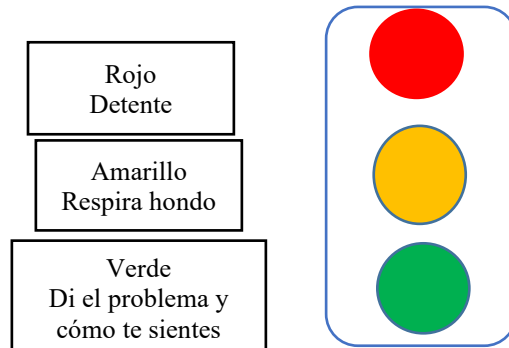 Rojo
Detente
Amarillo
Respira hondo
Verde
Di el problema y
cómo te sientes